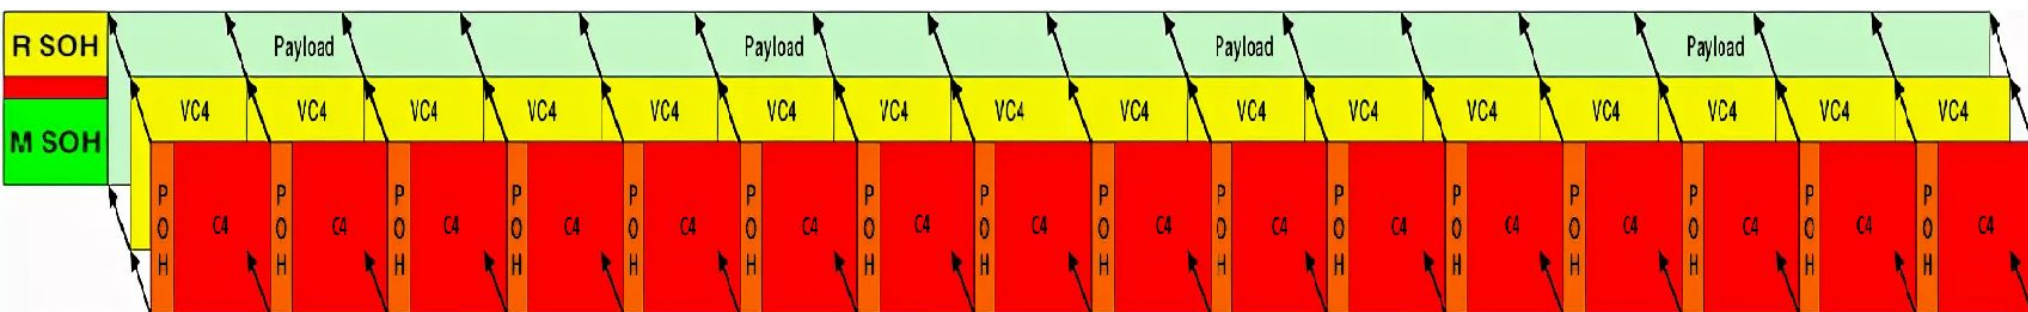 R SOH Payload Payload Payload Payload
VC4 VC4 VC4 VC4 VC4 VC4 VC4 VC4 VC4 VC4 VC4 VC4 VC4 VC4 VC4 VC4
M SOH
POH C4 POH C4 POH C4 POH C4 POH C4 POH C4 POH C4 POH C4 POH C4 POH C4 POH C4 POH C4 POH C4 POH C4 POH C4 POH C4